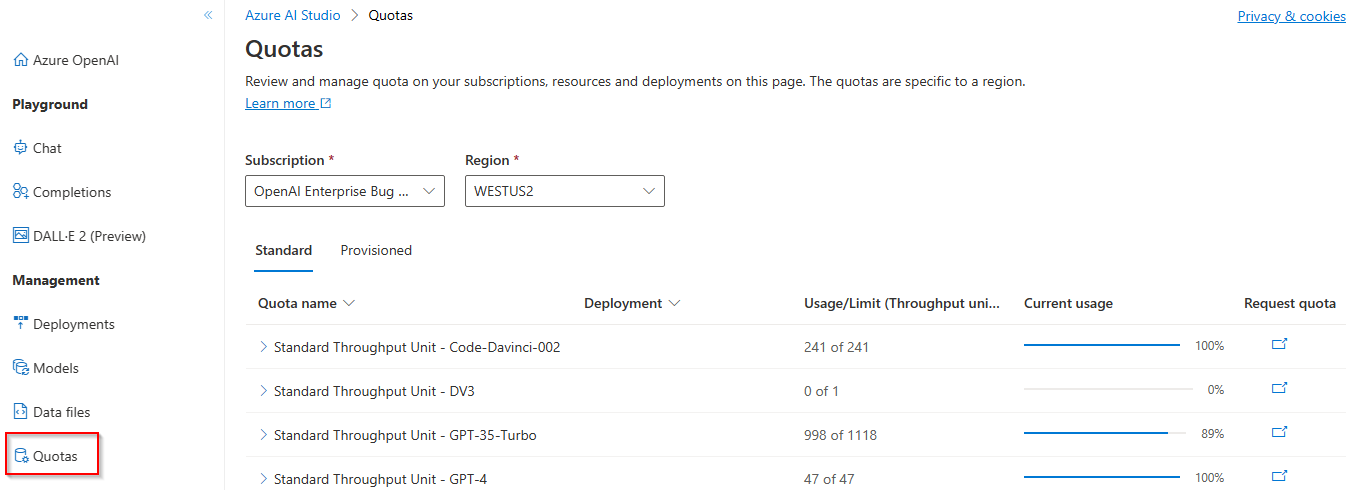 Azure AI Studio > Quotas
Privacy & cookies
Azure OpenAI
Playground
Chat
Completions
DALL·E 2 (Preview)
Management
Deployments
Models
Data files
Quotas
Quotas
Review and manage quota on your subscriptions, resources and deployments on this page. The quotas are specific to a region.
Learn more
Subscription * Region *
OpenAI Enterprise Bug ... WESTUS2
Standard Provisioned
Quota name Deployment Usage/Limit (Throughput uni... Current usage Request quota
Standard Throughput Unit - Code-Davinci-002 241 of 241 100%
Standard Throughput Unit - DV3 0 of 1 0%
Standard Throughput Unit - GPT-35-Turbo 998 of 1118 89%
Standard Throughput Unit - GPT-4 47 of 47 100%